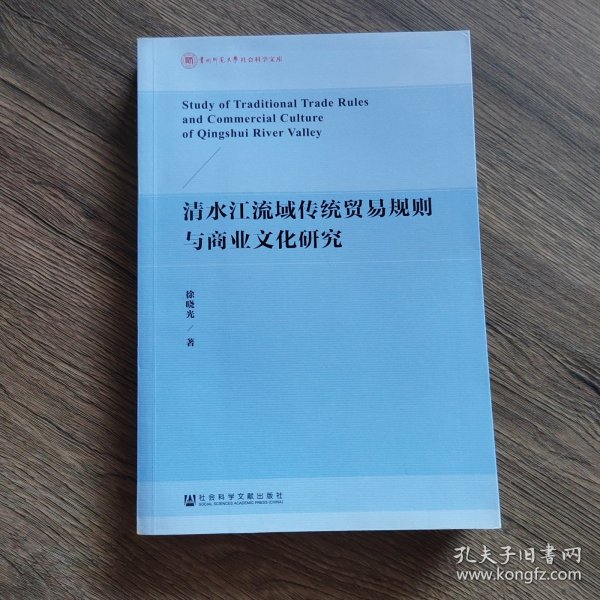 贵州师范大学社会科学文库
Study of Traditional Trade Rules
and Commercial Culture
of Qingshui River Valley
清水江流域传统贸易规则
与商业文化研究
徐晓光
著
社会科学文献出版社
SOCIAL SCIENCES ACADEMIC PRESS (CHINA)
孔夫子旧书网
www.kongfz.com